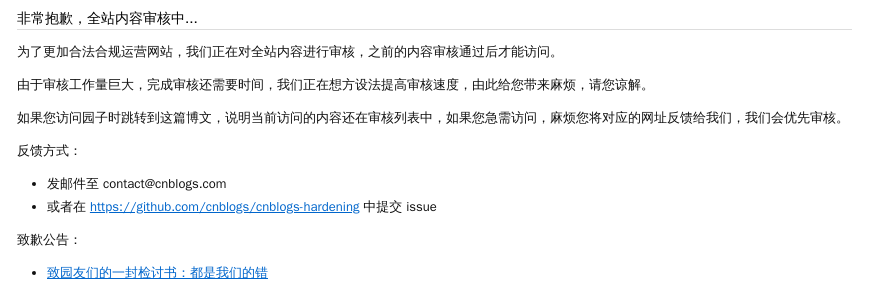 非常抱歉，全站内容审核中...
为了更加合法合规运营网站，我们正在对全站内容进行审核，之前的内容审核通过后才能访问。
由于审核工作量巨大，完成审核还需要时间，我们正在想方设法提高审核速度，由此给您带来麻烦，请您谅解。
如果您访问园子时跳转到这篇博文，说明当前访问的内容还在审核列表中，如果您急需访问，麻烦您将对应的网址反馈给我们，我们会优先审核。
反馈方式：
• 发邮件至 contact@cnblogs.com
• 或者在 https://github.com/cnblogs/cnblogs-hardening 中提交 issue
致歉公告：
• 致园友们的一封检讨书：都是我们的错